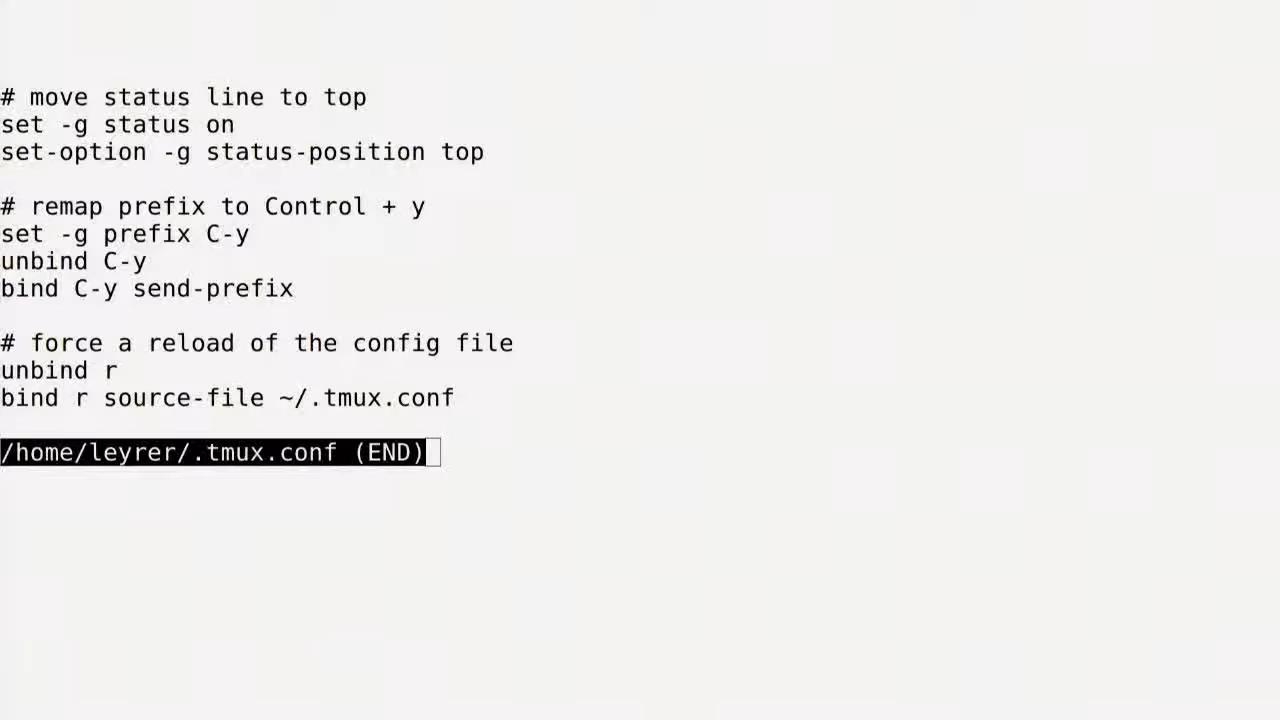 # move status line to top
set -g status on
set-option -g status-position top
# remap prefix to Control + y
set -g prefix C-y
unbind C-y
bind C-y send-prefix
# force a reload of the config file
unbind r
bind r source-file ~/.tmux.conf
/home/leyrer/.tmux.conf (END)